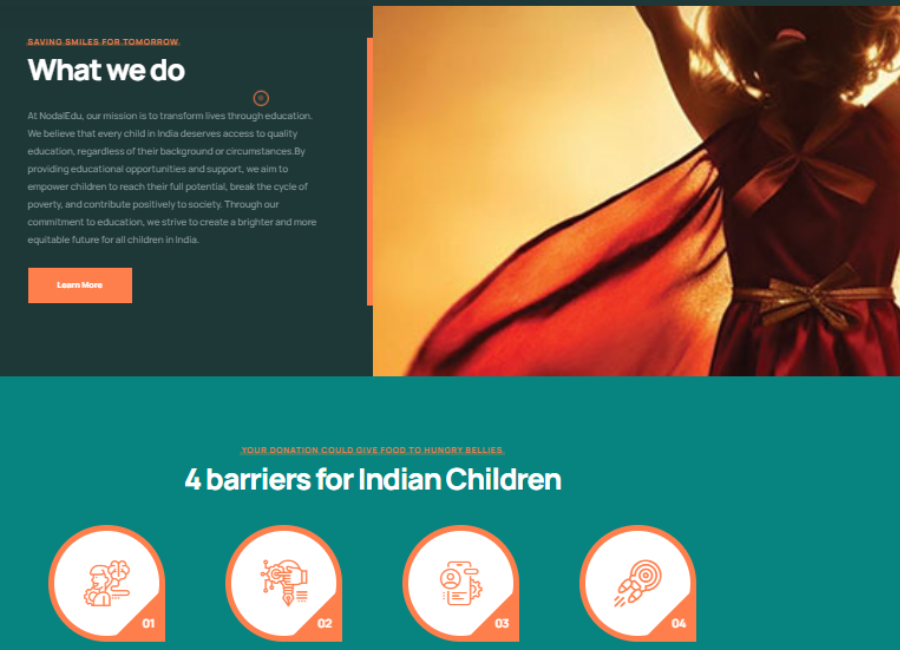 SAVING SMILES FOR TOMORROW
What we do
At NodalEdu, our mission is to transform lives through education.
We believe that every child in India deserves access to quality
education, regardless of their background or circumstances.By
providing educational opportunities and support, we aim to
empower children to reach their full potential, break the cycle of
poverty, and contribute positively to society. Through our
commitment to education, we strive to create a brighter and more
equitable future for all children in India.
Learn More
YOUR DONATION COULD GIVE FOOD TO HUNGRY BELLIES
4 barriers for Indian Children
01 02 03 04